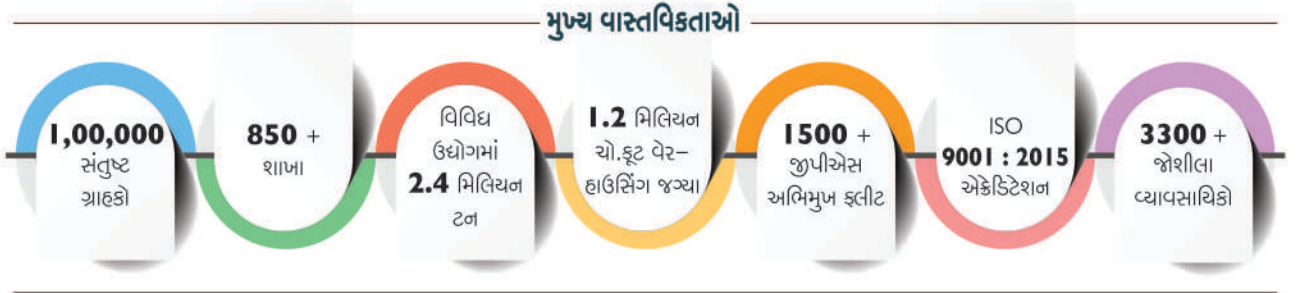 મુખ્ય વાસ્તવિકતાઓ
1,00,000
સંતુષ્ટ
ગ્રાહકો
850 +
શાખા
વિવિધ
ઉદ્યોગમાં
2.4 મિલિયન
ટન
1.2 મિલિયન
ચો.ફૂટ વેર–
હાઉસિંગ જગ્યા
1500 +
જીપીએસ
અભિમુખ ફ્લીટ
ISO
9001 : 2015
એક્રેડિટેશન
3300 +
જોશીલા
વ્યાવસાયિકો